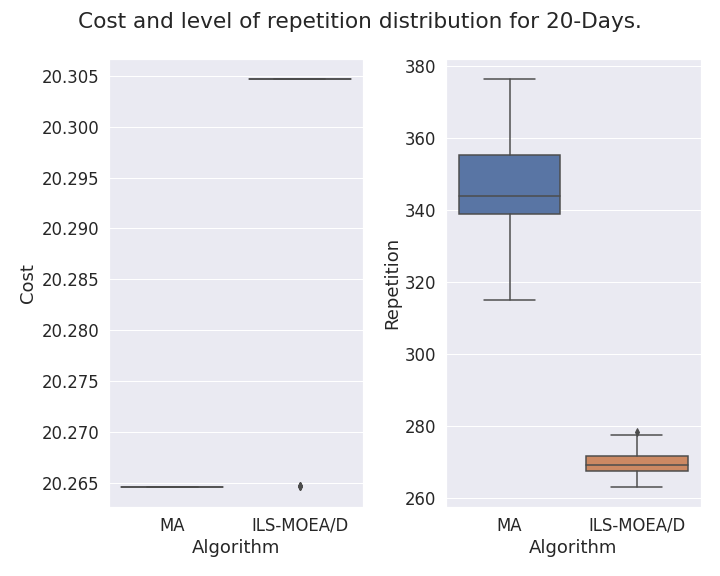 Cost and level of repetition distribution for 20-Days.
20.305
20.300
20.295
20.290
20.285
20.280
20.275
20.270
20.265
Cost
MA
ILS-MOEA/D
Algorithm
380
360
340
320
300
280
260
Repetition
MA
ILS-MOEA/D
Algorithm